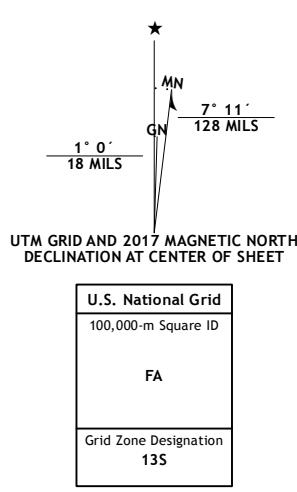 ★
MN
7° 11´
128 MILS
GN
1° 0´
18 MILS
UTM GRID AND 2017 MAGNETIC NORTH
DECLINATION AT CENTER OF SHEET
U.S. National Grid
100,000-m Square ID
FA
Grid Zone Designation
13S